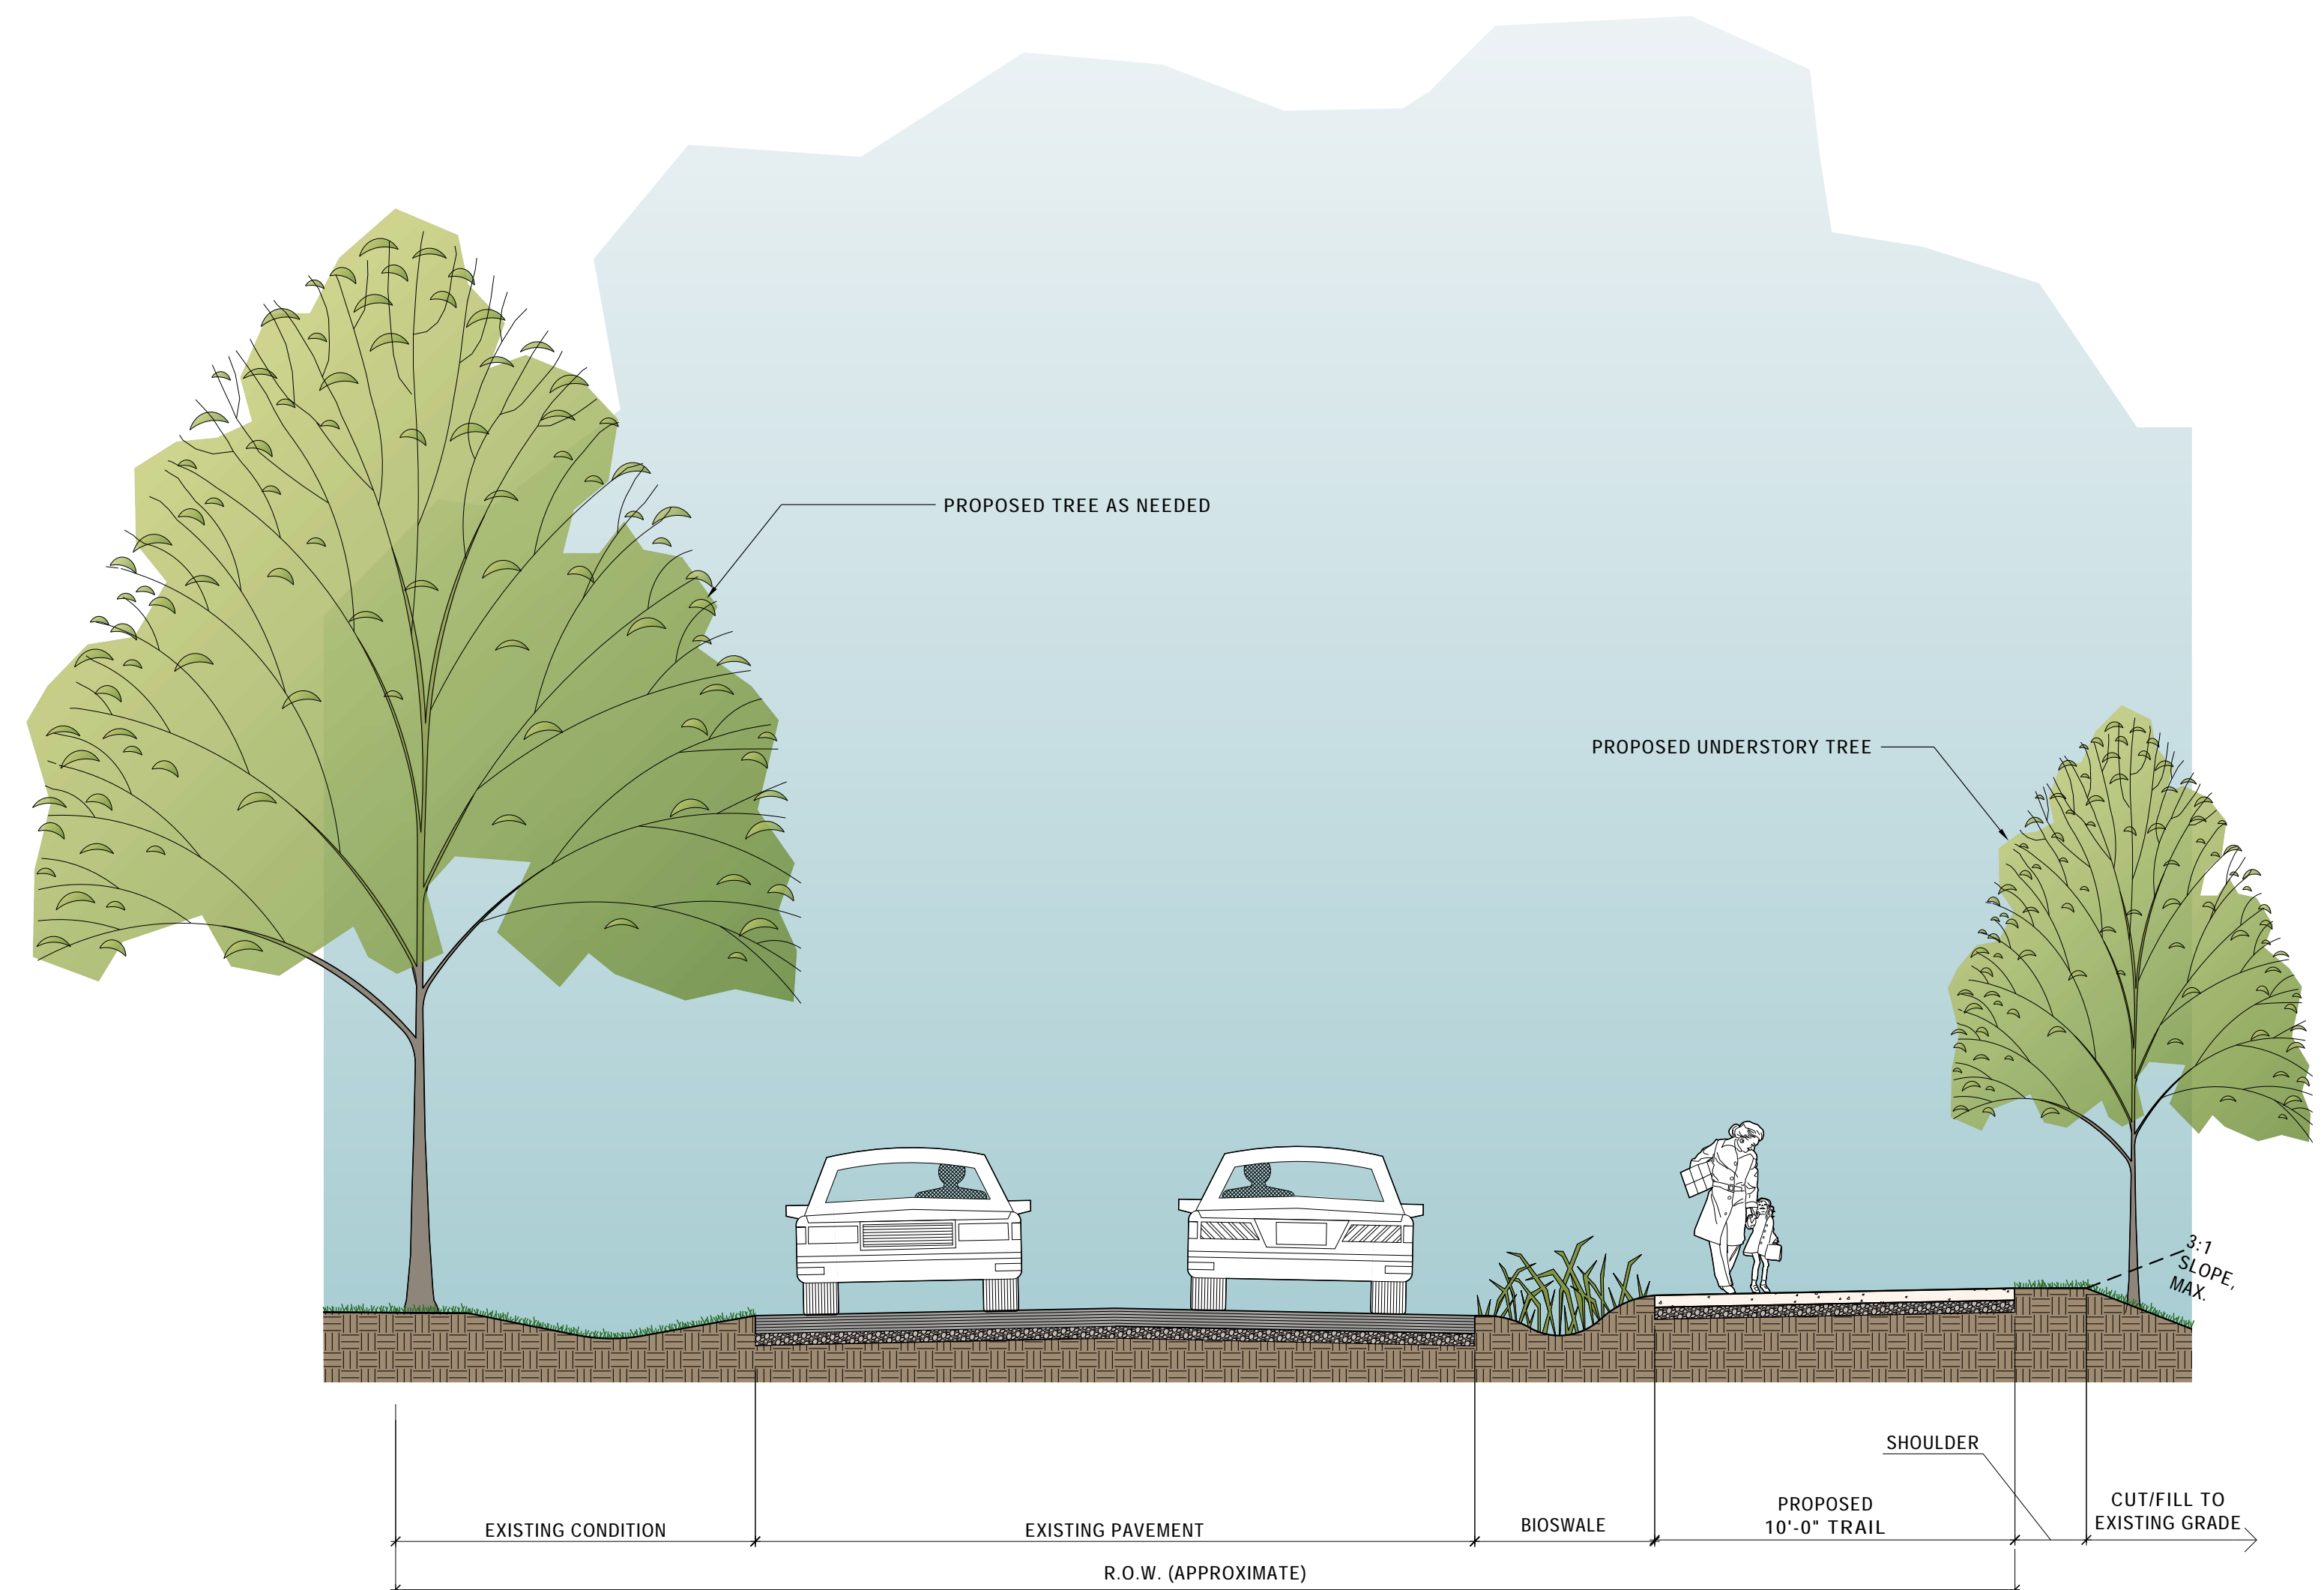 PROPOSED TREE AS NEEDED
PROPOSED UNDERSTORY TREE
3:1
SLOPE,
MAX.
SHOULDER
EXISTING CONDITION
EXISTING PAVEMENT
BIOSWALE
PROPOSED
10'-0" TRAIL
CUT/FILL TO
EXISTING GRADE
R.O.W. (APPROXIMATE)